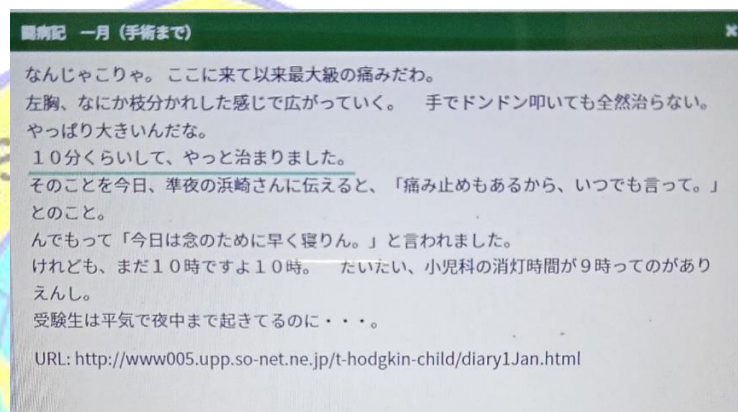 闘病記　一月（手術まで）
なんじゃこりゃ。 ここに来て以来最大級の痛みだわ。
左胸、なにか枝分かれした感じで広がっていく。　手でドンドン叩いても全然治らない。
やっぱり大きいんだな。
１０分くらいして、やっと治まりました。
そのことを今日、準夜の浜崎さんに伝えると、「痛み止めもあるから、いつでも言って。」
とのこと。
んでもって「今日は念のために早く寝りん。」と言われました。
けれども、まだ１０時ですよ１０時。　だいたい、小児科の消灯時間が９時ってのがあり
えんし。
受験生は平気で夜中まで起きてるのに・・・。
URL: http://www005.upp.so-net.ne.jp/t-hodgkin-child/diary1Jan.html